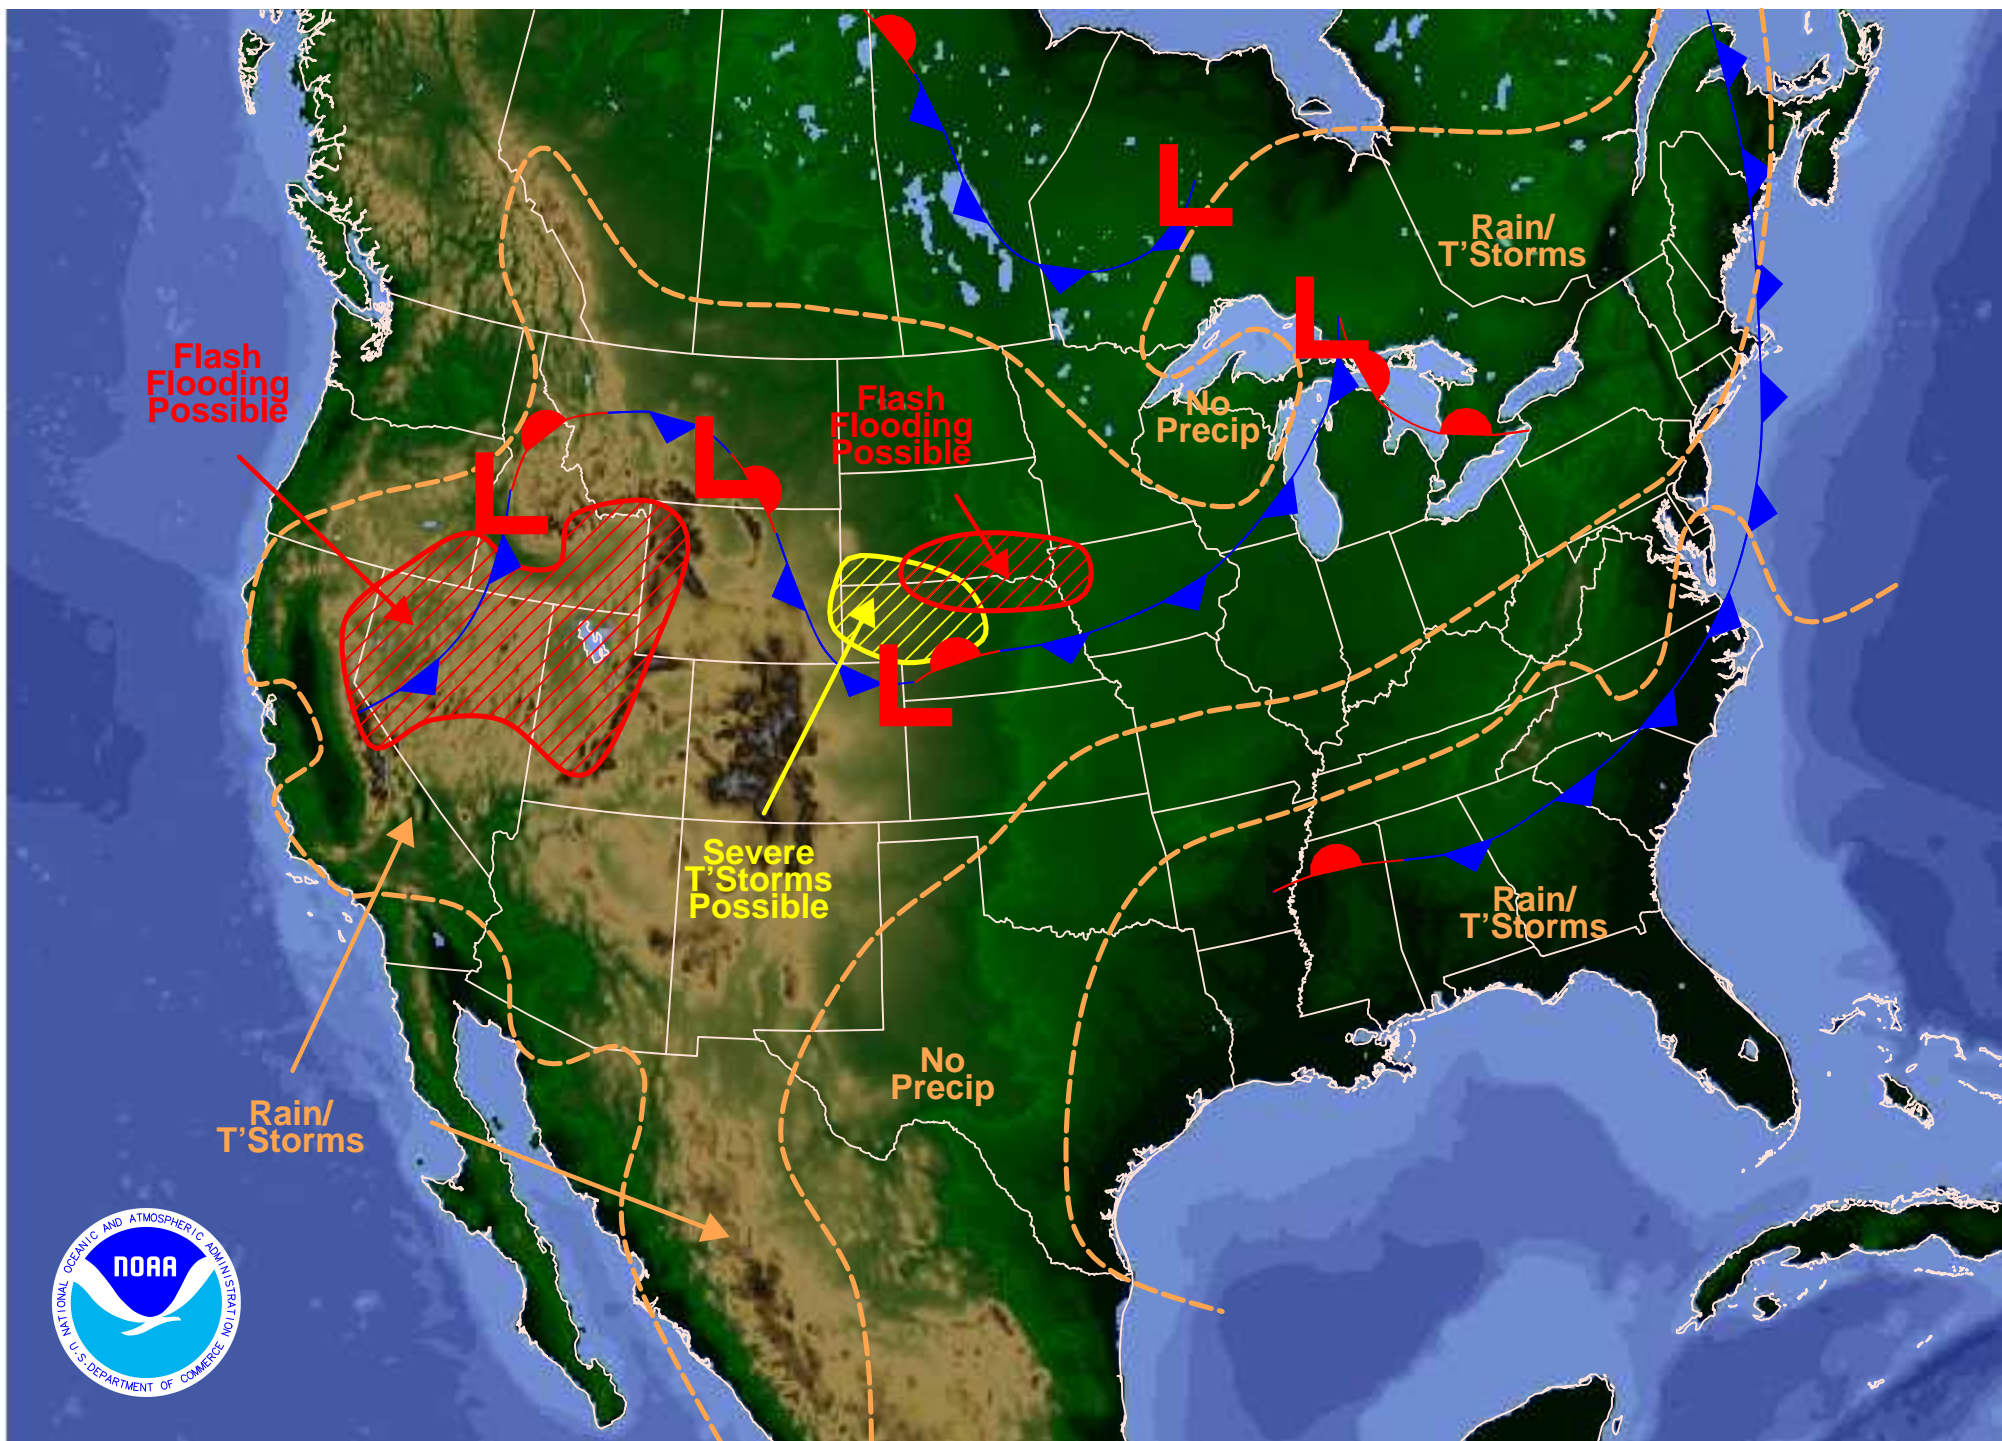 Rain/
T'Storms
Flash
Flooding
Possible
Flash
Flooding
Possible
No
Precip
L
L
L
L
L
Severe
T'Storms
Possible
Rain/
T'Storms
No
Precip
Rain/
T'Storms
NATIONAL OCEANIC AND ATMOSPHERIC ADMINISTRATION
NOAA
U.S. DEPARTMENT OF COMMERCE